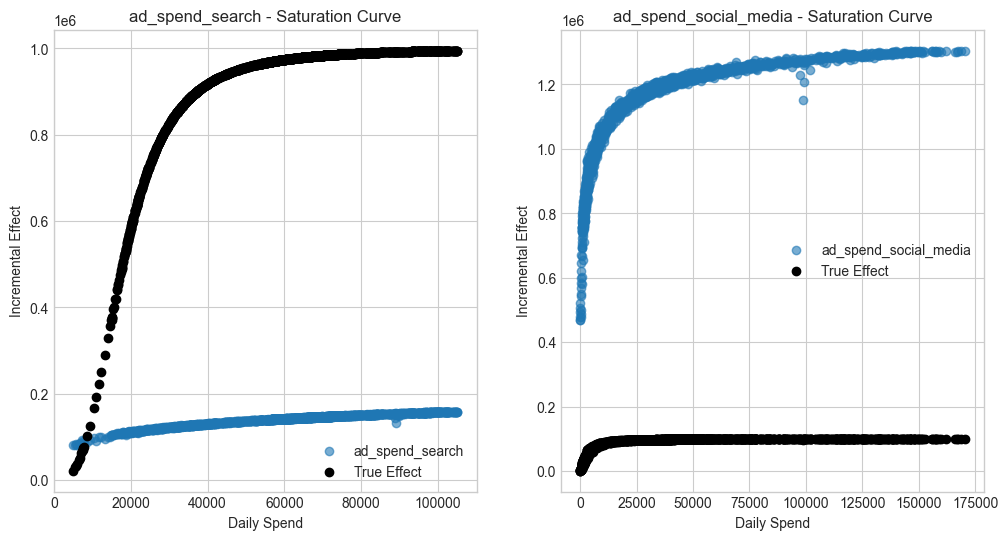 ad_spend_search - Saturation Curve
1e6
Incremental Effect
1.0
0.8
0.6
0.4
0.2
0.0
ad_spend_search
True Effect
0
20000
40000
60000
80000
100000
Daily Spend
ad_spend_social_media - Saturation Curve
1e6
Incremental Effect
1.2
1.0
0.8
0.6
0.4
0.2
0.0
ad_spend_social_media
True Effect
0
25000
50000
75000
100000
125000
150000
175000
Daily Spend